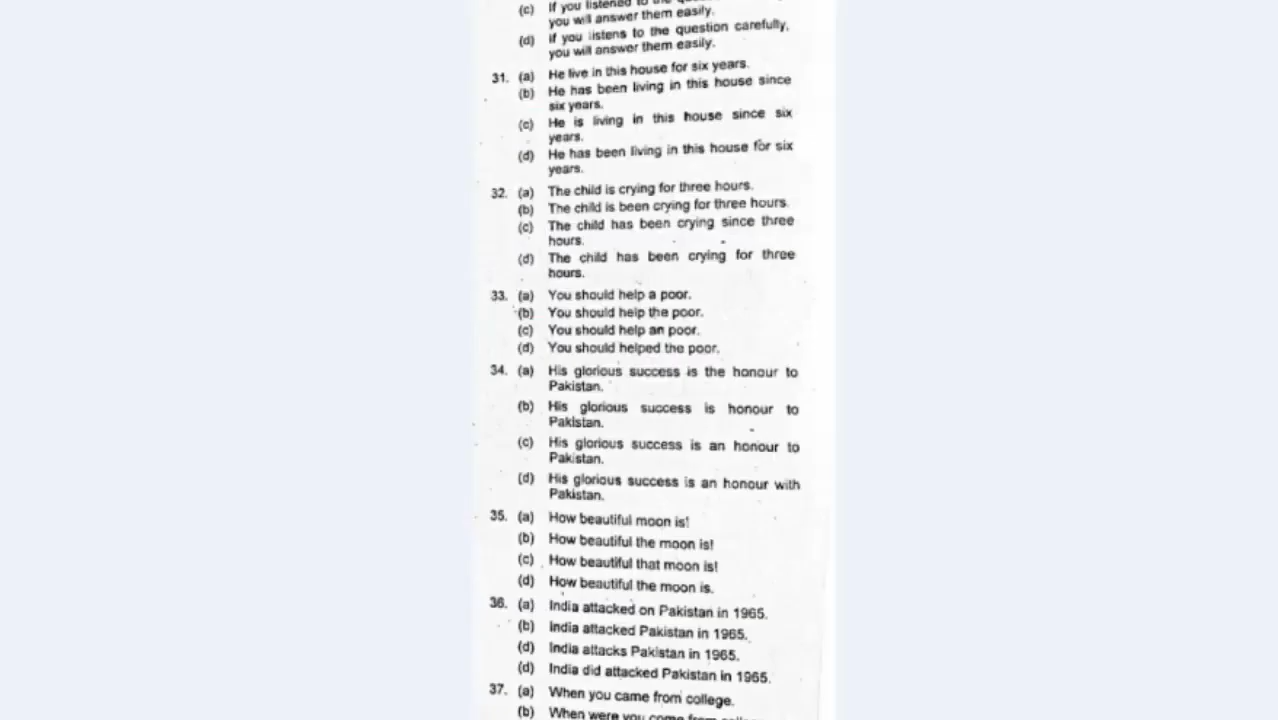 (c) If you listened to the
you will answer them easily.
(d) If you listens to the question carefully,
you will answer them easily.
31. (a) He live in this house for six years.
(b) He has been living in this house since
six years.
(c) He is living in this house since six
years.
(d) He has been living in this house for six
years.
32. (a) The child is crying for three hours.
(b) The child is been crying for three hours.
(c) The child has been crying since three
hours.
(d) The child has been crying for three
hours.
33. (a) You should help a poor.
(b) You should help the poor.
(c) You should help an poor.
(d) You should helped the poor.
34. (a) His glorious success is the honour to
Pakistan.
(b) His glorious success is honour to
Pakistan.
(c) His glorious success is an honour to
Pakistan.
(d) His glorious success is an honour with
Pakistan.
35. (a) How beautiful moon is!
(b) How beautiful the moon is!
(c) How beautiful that moon is!
(d) How beautiful the moon is.
36. (a) India attacked on Pakistan in 1965.
(b) India attacked Pakistan in 1965.
(d) India attacks Pakistan in 1965.
(d) India did attacked Pakistan in 1965.
37. (a) When you came from college.
(b) When were you come from